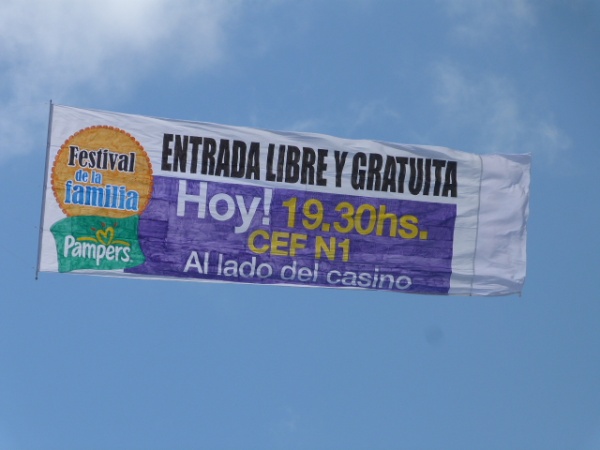 Festival
de la
familia
Pampers
ENTRADA LIBRE Y GRATUITA
Hoy! 19.30hs.
CEF N1
Al lado del casino